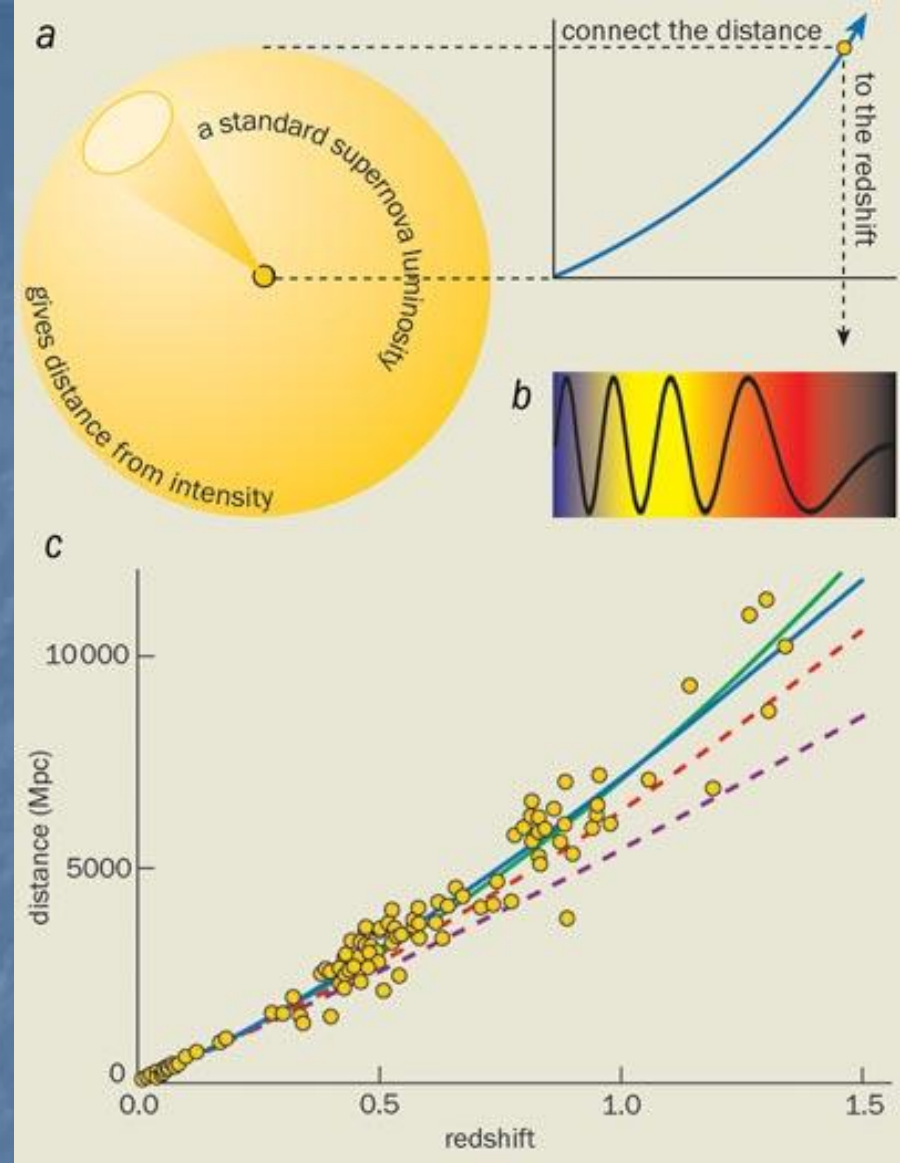 a
a standard supernova luminosity
gives distance from intensity
connect the distance
to the redshift
b
c
10000
5000
0
distance (Mpc)
0.0 0.5 1.0 1.5
redshift